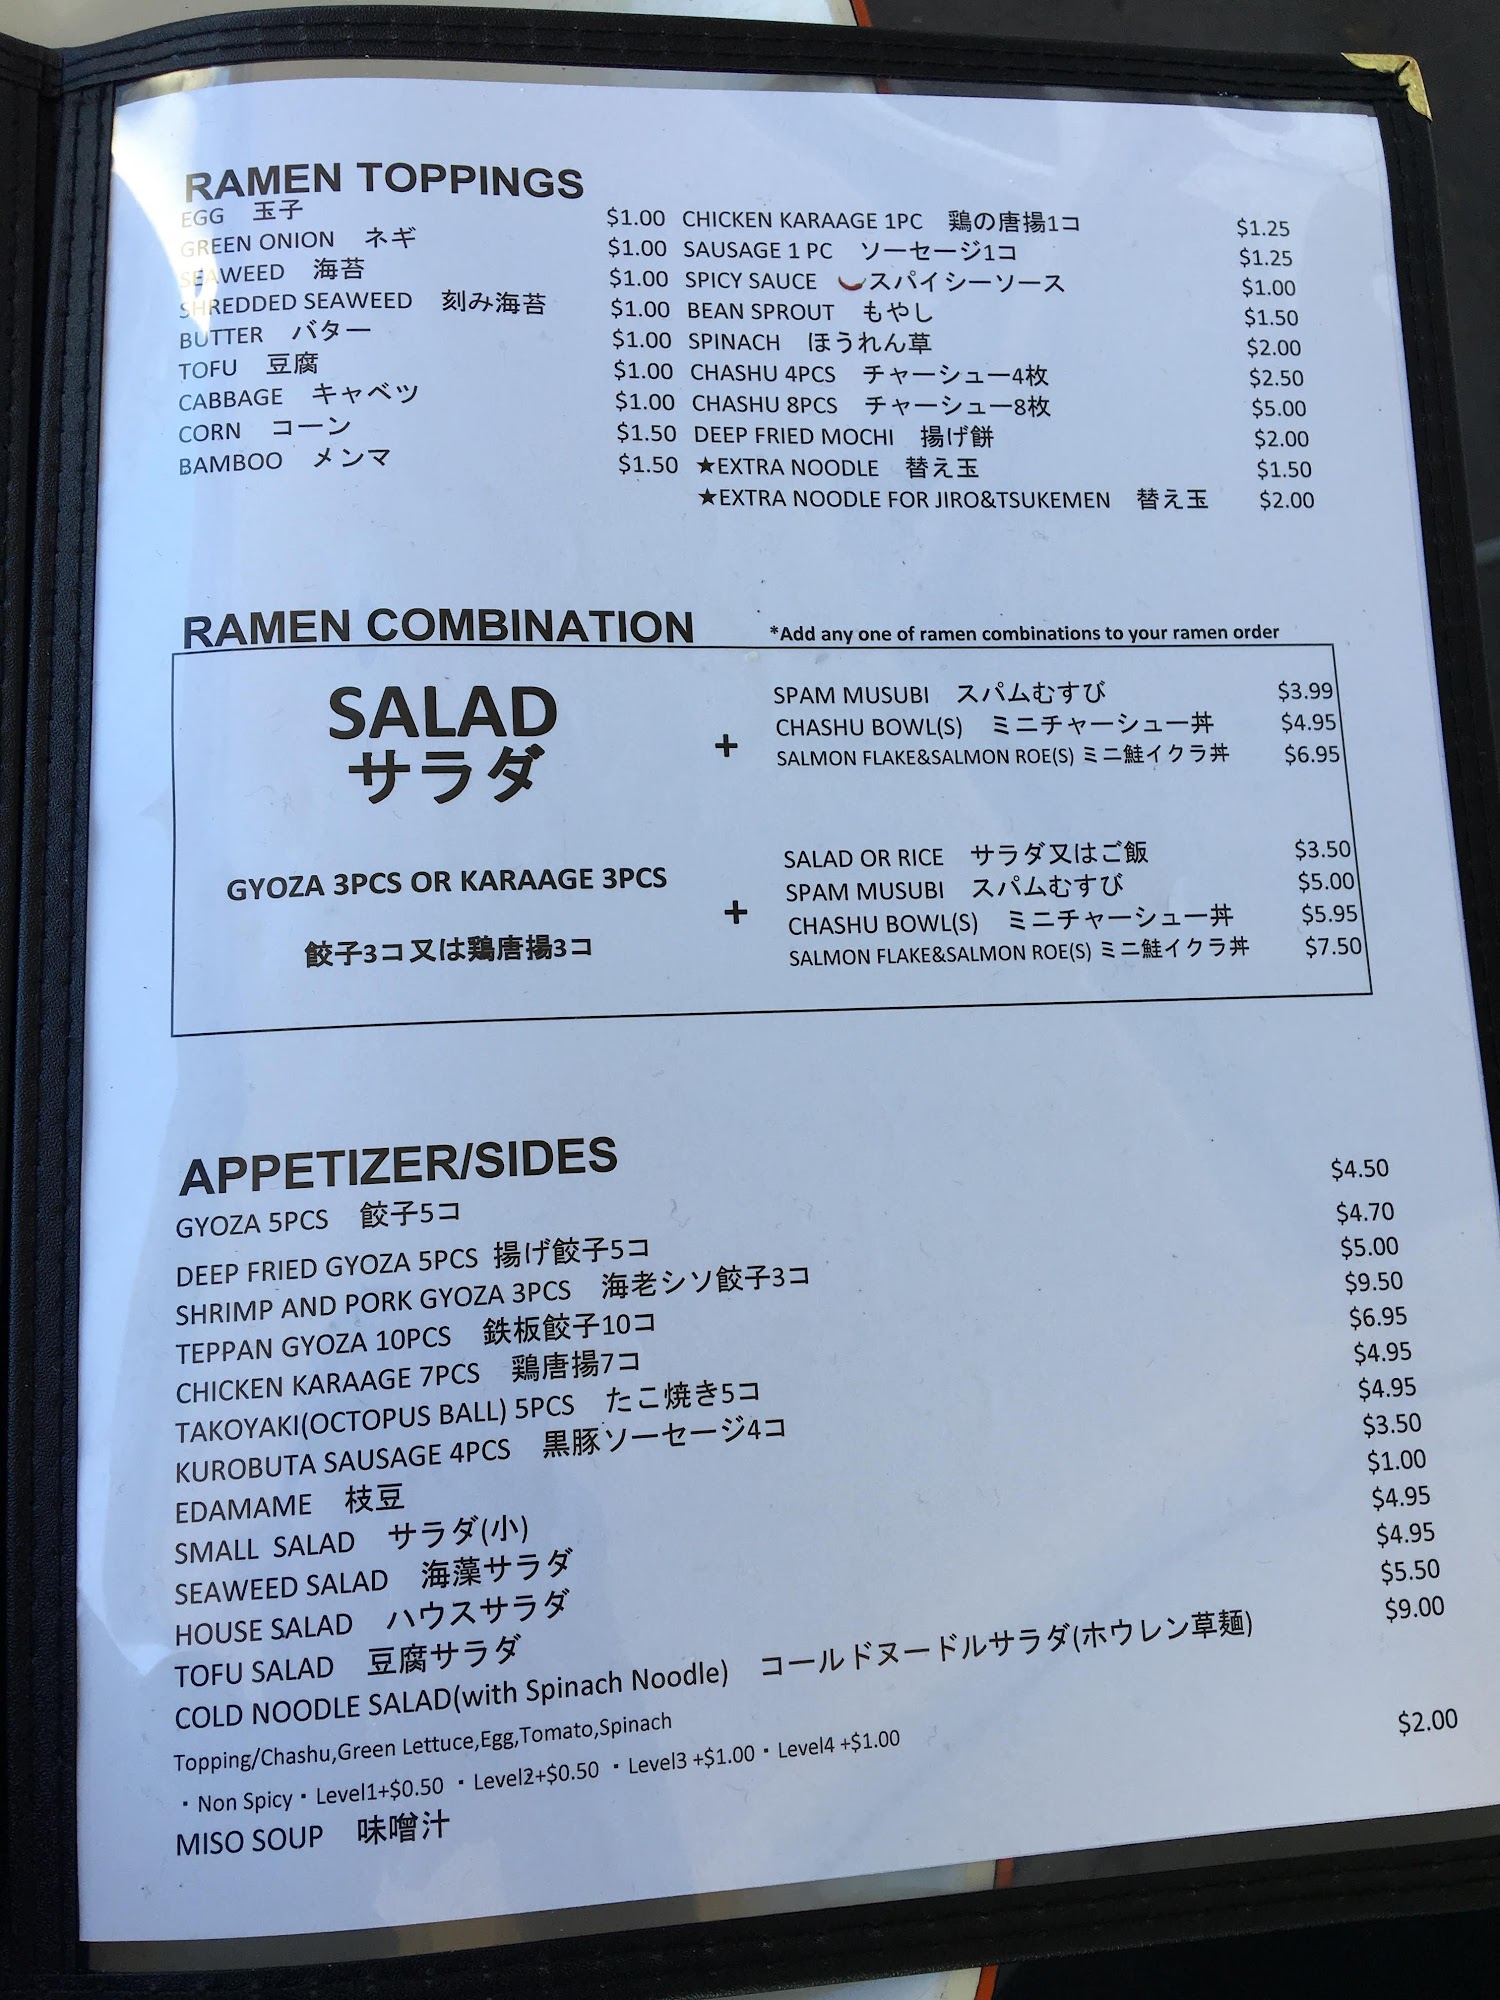 RAMEN TOPPINGS
EGG 玉子 $1.00
GREEN ONION ネギ $1.00
SEAWEED 海苔 $1.00
SHREDDED SEAWEED 刻み海苔 $1.00
BUTTER バター $1.00
TOFU 豆腐 $1.00
CABBAGE キャベツ $1.00
CORN コーン $1.50
BAMBOO メンマ $1.50
CHICKEN KARAAGE 1PC 鶏の唐揚1コ $1.25
SAUSAGE 1 PC ソーセージ1コ $1.25
SPICY SAUCE スパイシーソース $1.00
BEAN SPROUT もやし $1.50
SPINACH ほうれん草 $2.00
CHASHU 4PCS チャーシュー4枚 $2.50
CHASHU 8PCS チャーシュー8枚 $5.00
DEEP FRIED MOCHI 揚げ餅 $2.00
★EXTRA NOODLE 替え玉 $1.50
★EXTRA NOODLE FOR JIRO&TSUKEMEN 替え玉 $2.00
RAMEN COMBINATION *Add any one of ramen combinations to your ramen order
SALAD
サラダ
+
SPAM MUSUBI スパムむすび $3.99
CHASHU BOWL(S) ミニチャーシュー丼 $4.95
SALMON FLAKE&SALMON ROE(S) ミニ鮭イクラ丼 $6.95
GYOZA 3PCS OR KARAAGE 3PCS
餃子3コ又は鶏唐揚3コ
+
SALAD OR RICE サラダ又はご飯 $3.50
SPAM MUSUBI スパムむすび $5.00
CHASHU BOWL(S) ミニチャーシュー丼 $5.95
SALMON FLAKE&SALMON ROE(S) ミニ鮭イクラ丼 $7.50
APPETIZER/SIDES
GYOZA 5PCS 餃子5コ $4.50
DEEP FRIED GYOZA 5PCS 揚げ餃子5コ $4.70
SHRIMP AND PORK GYOZA 3PCS 海老シソ餃子3コ $5.00
TEPPAN GYOZA 10PCS 鉄板餃子10コ $9.50
CHICKEN KARAAGE 7PCS 鶏唐揚7コ $6.95
TAKOYAKI(OCTOPUS BALL) 5PCS たこ焼き5コ $4.95
KUROBUTA SAUSAGE 4PCS 黒豚ソーセージ4コ $4.95
EDAMAME 枝豆 $3.50
SMALL SALAD サラダ(小) $1.00
SEAWEED SALAD 海藻サラダ $4.95
HOUSE SALAD ハウスサラダ $4.95
TOFU SALAD 豆腐サラダ $5.50
COLD NOODLE SALAD(with Spinach Noodle) コールドヌードルサラダ(ホウレン草麺) $9.00
Topping/Chashu,Green Lettuce,Egg,Tomato,Spinach
・Non Spicy・Level1+$0.50 ・Level2+$0.50 ・Level3 +$1.00・Level4 +$1.00
MISO SOUP 味噌汁 $2.00